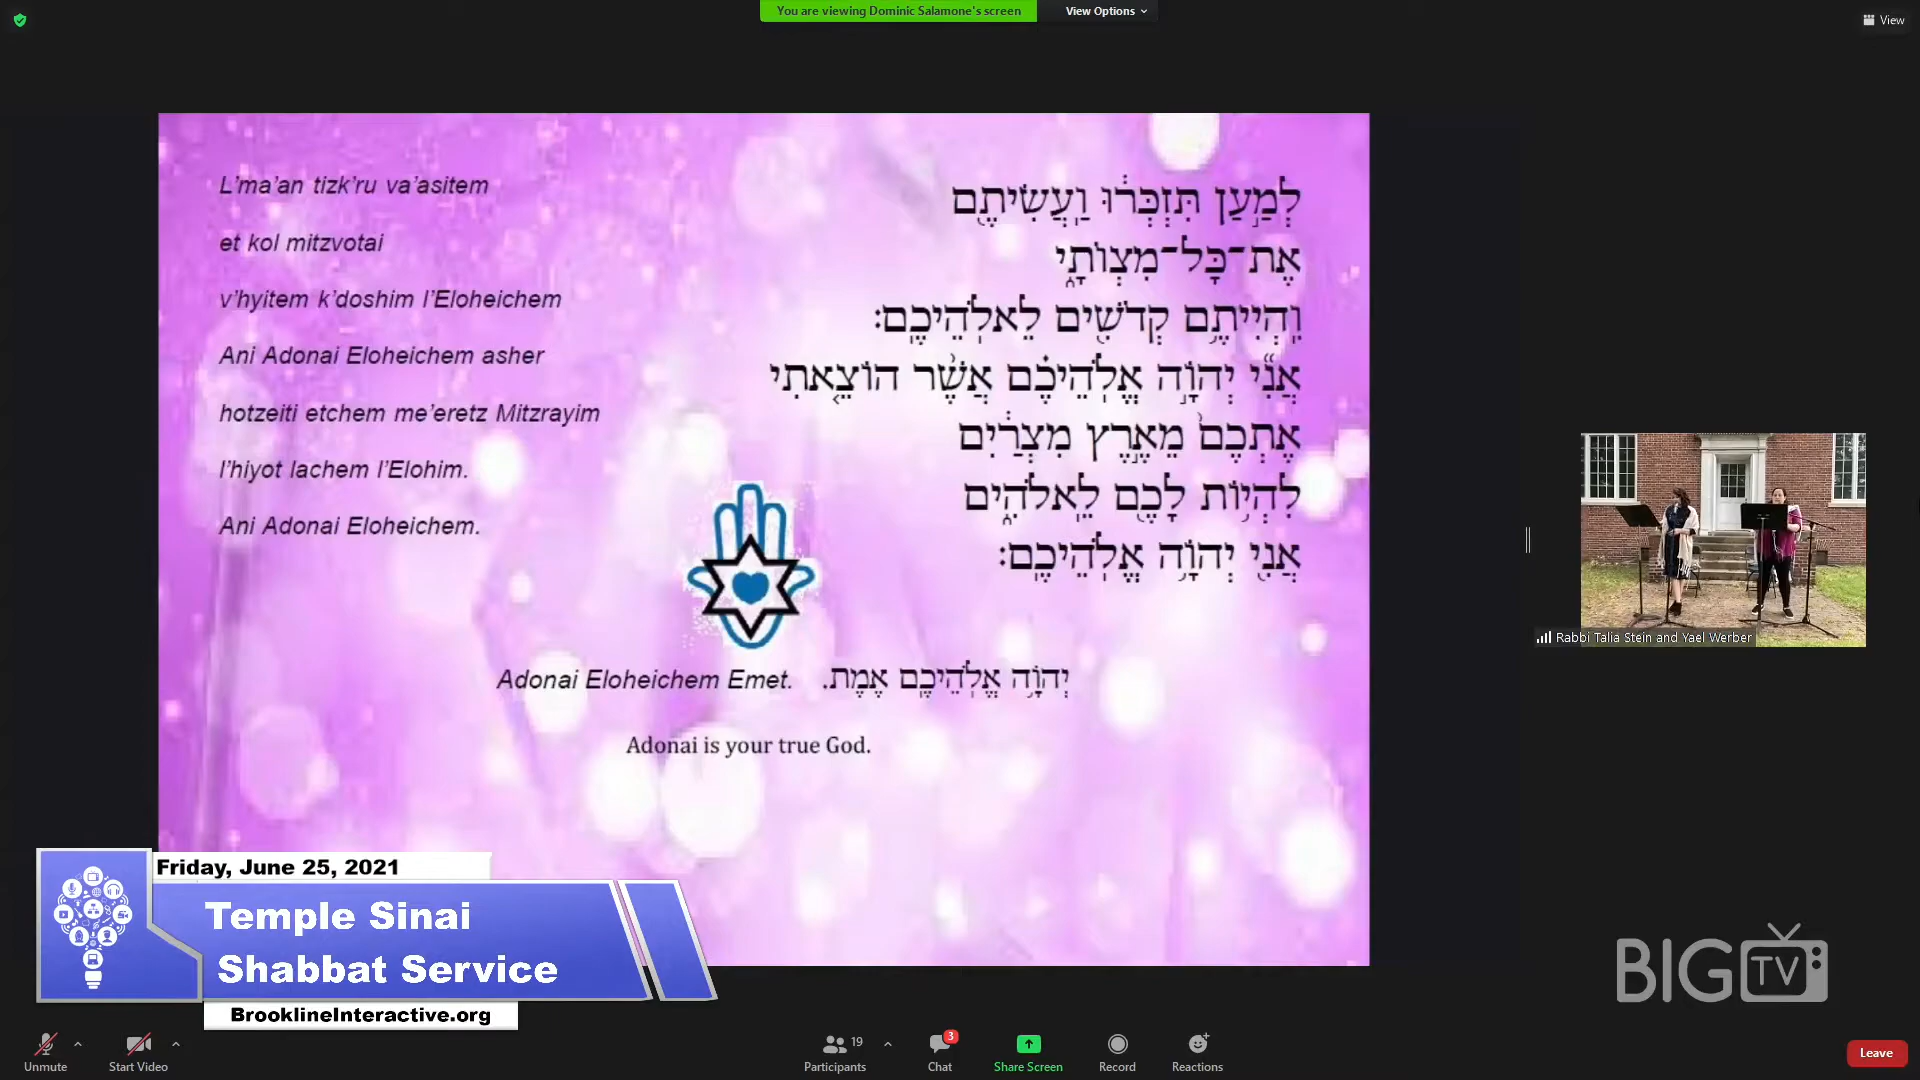 You are viewing Dominic Salamone's screen
View Options
View
L'ma'an tizk'ru va'asitem
et kol mitzvotai
v'hyitem k'doshim l'Eloheichem
Ani Adonai Eloheichem asher
hotzeiti etchem me'eretz Mitzrayim
l'hiyot lachem l'Elohim.
Ani Adonai Eloheichem.
לְמַ֣עַן תִּזְכְּר֔וּ וַעֲשִׂיתֶ֖ם
אֶת־כׇּל־מִצְוֺתָ֑י
וִהְיִיתֶ֥ם קְדֹשִׁ֖ים לֵאלֹהֵיכֶֽם׃
אֲנִ֞י יְהֹוָ֣ה אֱלֹֽהֵיכֶ֗ם אֲשֶׁ֨ר הוֹצֵ֤אתִי
אֶתְכֶם֙ מֵאֶ֣רֶץ מִצְרַ֔יִם
לִהְי֥וֹת לָכֶ֖ם לֵאלֹהִ֑ים
אֲנִ֖י יְהֹוָ֥ה אֱלֹהֵיכֶֽם׃
Adonai Eloheichem Emet. יְהֹוָ֥ה אֱלֹהֵיכֶֽם אֱמֶת.
Adonai is your true God.
Rabbi Talia Stein and Yael Werber
Friday, June 25, 2021
Temple Sinai
Shabbat Service
BrooklineInteractive.org
BIG TV
Unmute
Start Video
Participants 19
Chat 3
Share Screen
Record
Reactions
Leave